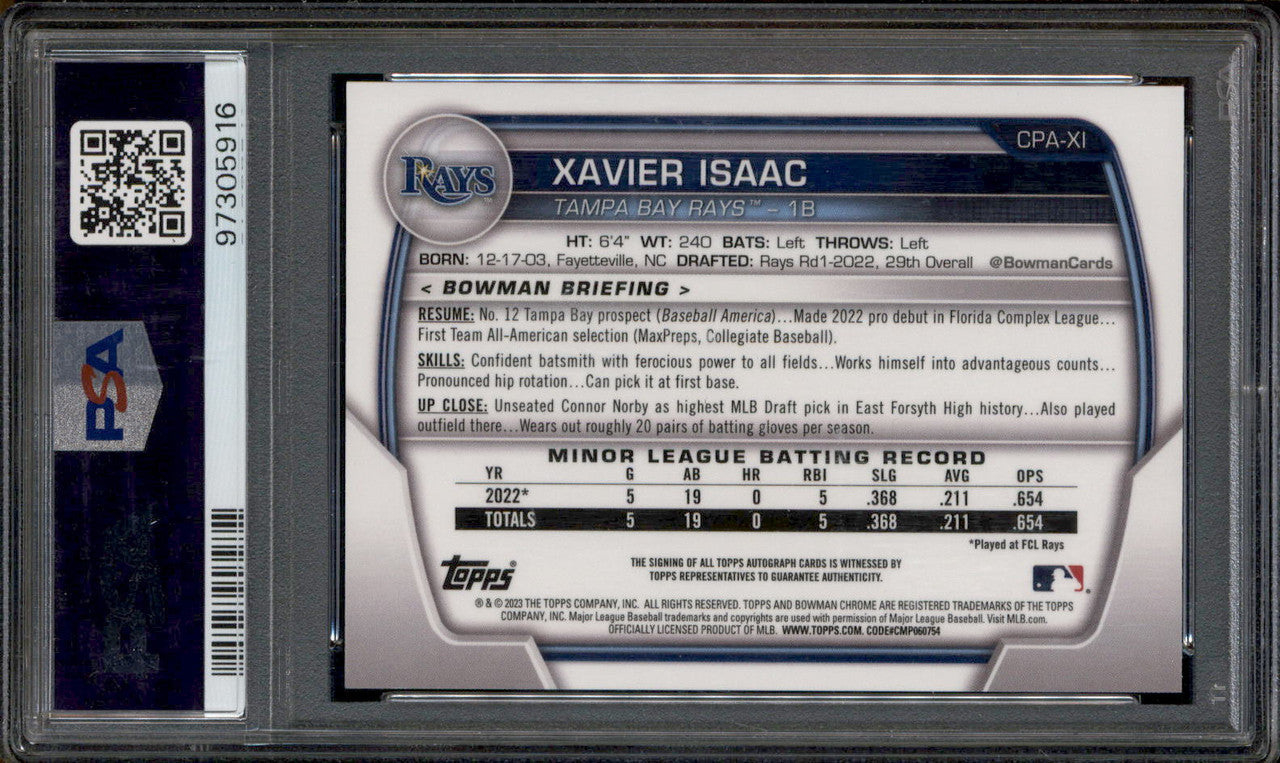 97305916
PSA
CPA-XI
RAYS
XAVIER ISAAC
TAMPA BAY RAYS™ - 1B
HT: 6'4" WT: 240 BATS: Left THROWS: Left
BORN: 12-17-03, Fayetteville, NC DRAFTED: Rays Rd1-2022, 29th Overall @BowmanCards
< BOWMAN BRIEFING >
RESUME: No. 12 Tampa Bay prospect (Baseball America)...Made 2022 pro debut in Florida Complex League...
First Team All-American selection (MaxPreps, Collegiate Baseball).
SKILLS: Confident batsmith with ferocious power to all fields...Works himself into advantageous counts...
Pronounced hip rotation...Can pick it at first base.
UP CLOSE: Unseated Connor Norby as highest MLB Draft pick in East Forsyth High history...Also played
outfield there...Wears out roughly 20 pairs of batting gloves per season.
MINOR LEAGUE BATTING RECORD
YR G AB HR RBI SLG AVG OPS
2022* 5 19 0 5 .368 .211 .654
TOTALS 5 19 0 5 .368 .211 .654
*Played at FCL Rays
topps®
THE SIGNING OF ALL TOPPS AUTOGRAPH CARDS IS WITNESSED BY
TOPPS REPRESENTATIVES TO GUARANTEE AUTHENTICITY.
® & © 2023 THE TOPPS COMPANY, INC. ALL RIGHTS RESERVED. TOPPS AND BOWMAN CHROME ARE REGISTERED TRADEMARKS OF THE TOPPS
COMPANY, INC. Major League Baseball trademarks and copyrights are used with permission of Major League Baseball. Visit MLB.com.
OFFICIALLY LICENSED PRODUCT OF MLB. WWW.TOPPS.COM. CODE#CMP060754